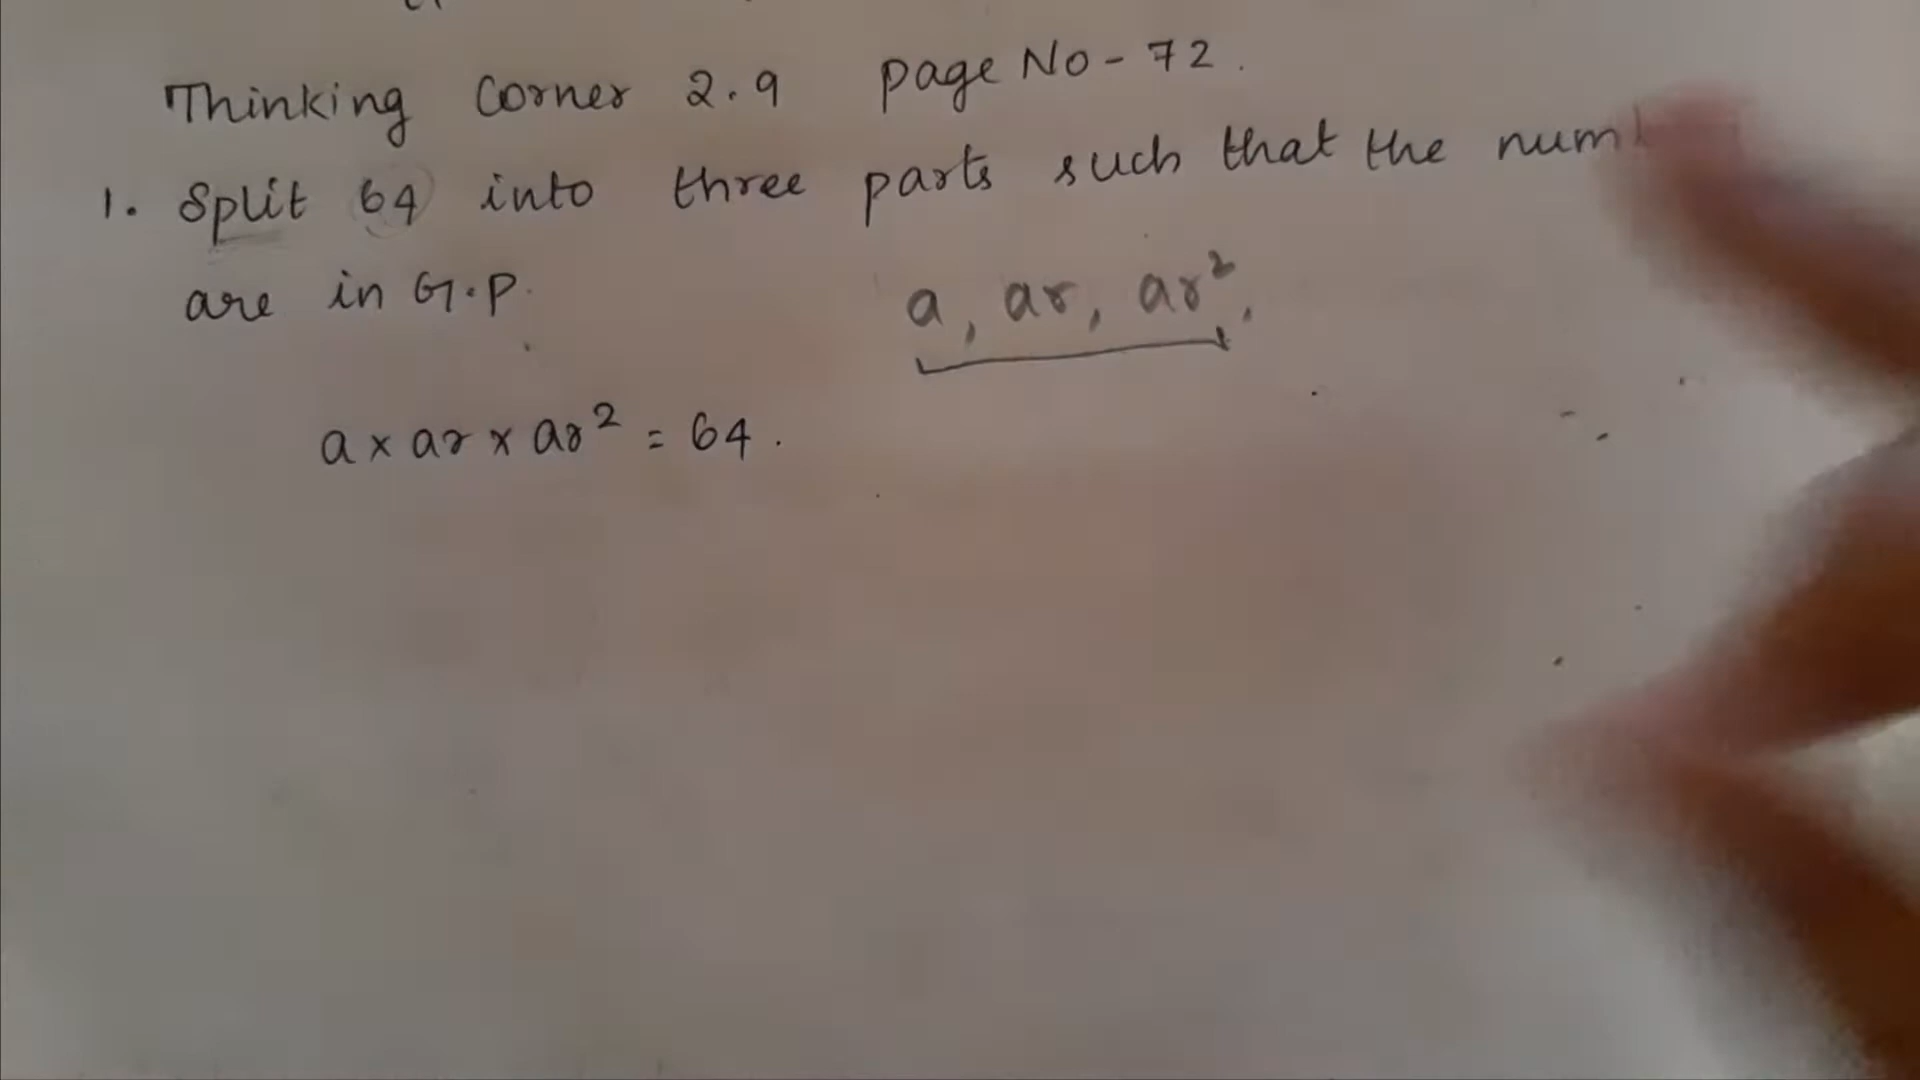 Thinking Corner 2.9 page No - 72.
1. Split 64 into three parts such that the
are in G.P.
a, ar, ar²,
a × ar × ar² = 64.